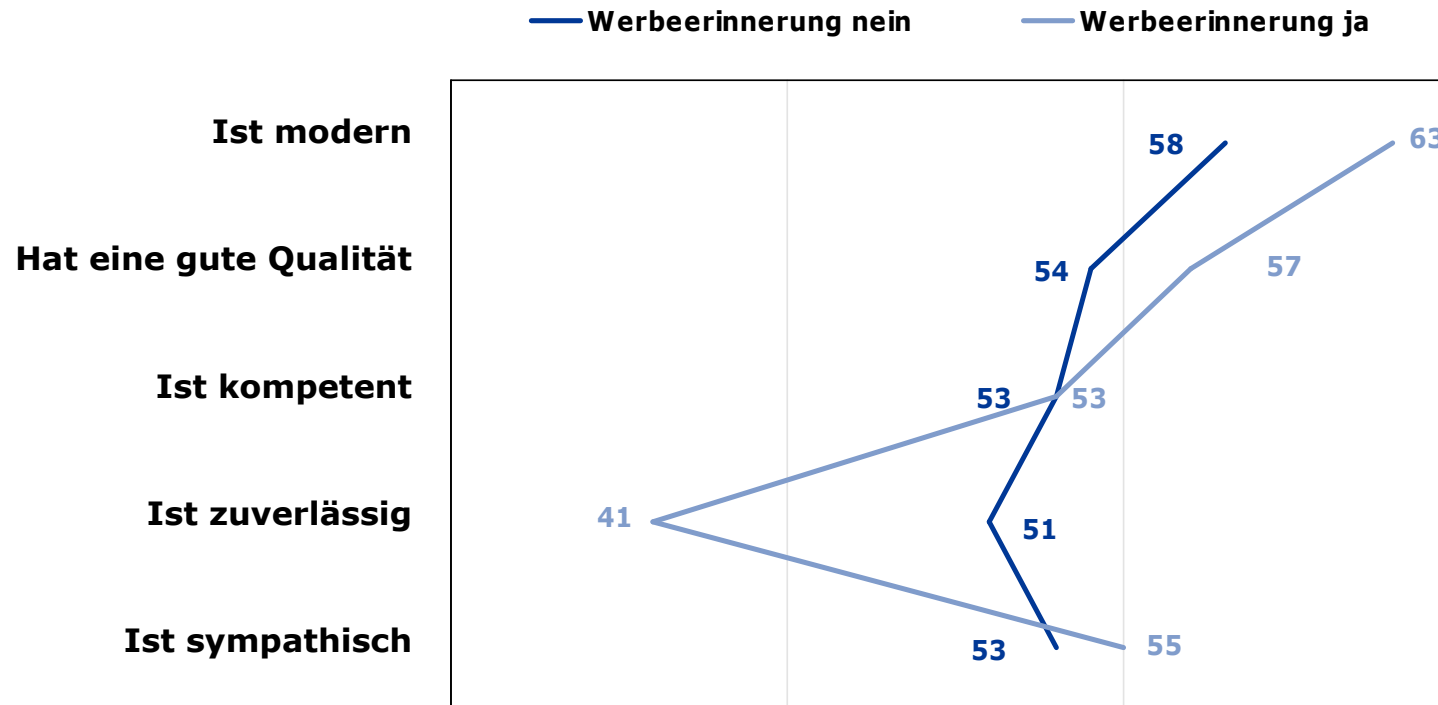 Werbeerinnerung nein Werbeerinnerung ja
Ist modern 58 63
Hat eine gute Qualität 54 57
Ist kompetent 53 53
Ist zuverlässig 41 51
Ist sympathisch 53 55